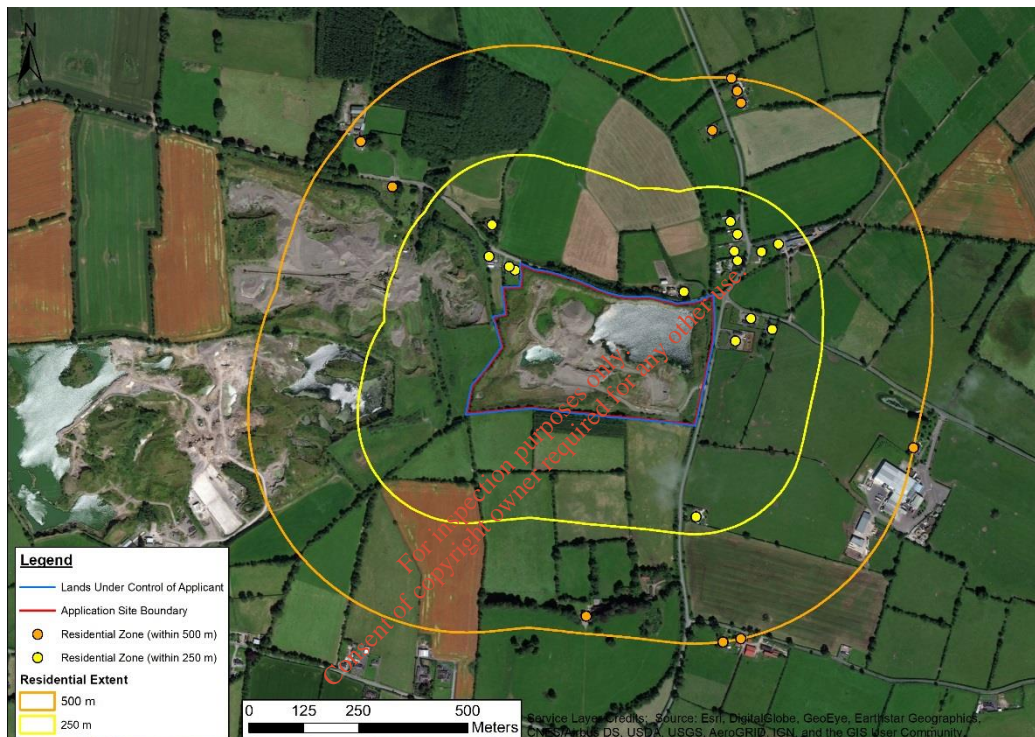 N
For inspection purposes only.
Consent of copyright owner required for any other use.
Legend
Lands Under Control of Applicant
Application Site Boundary
Residential Zone (within 500 m)
Residential Zone (within 250 m)
Residential Extent
500 m
250 m
0 125 250 500
Meters
Service Layer Credits: Source: Esri, DigitalGlobe, GeoEye, Earthstar Geographics,
CNES/Airbus DS, USDA, USGS, AeroGRID, IGN, and the GIS User Community